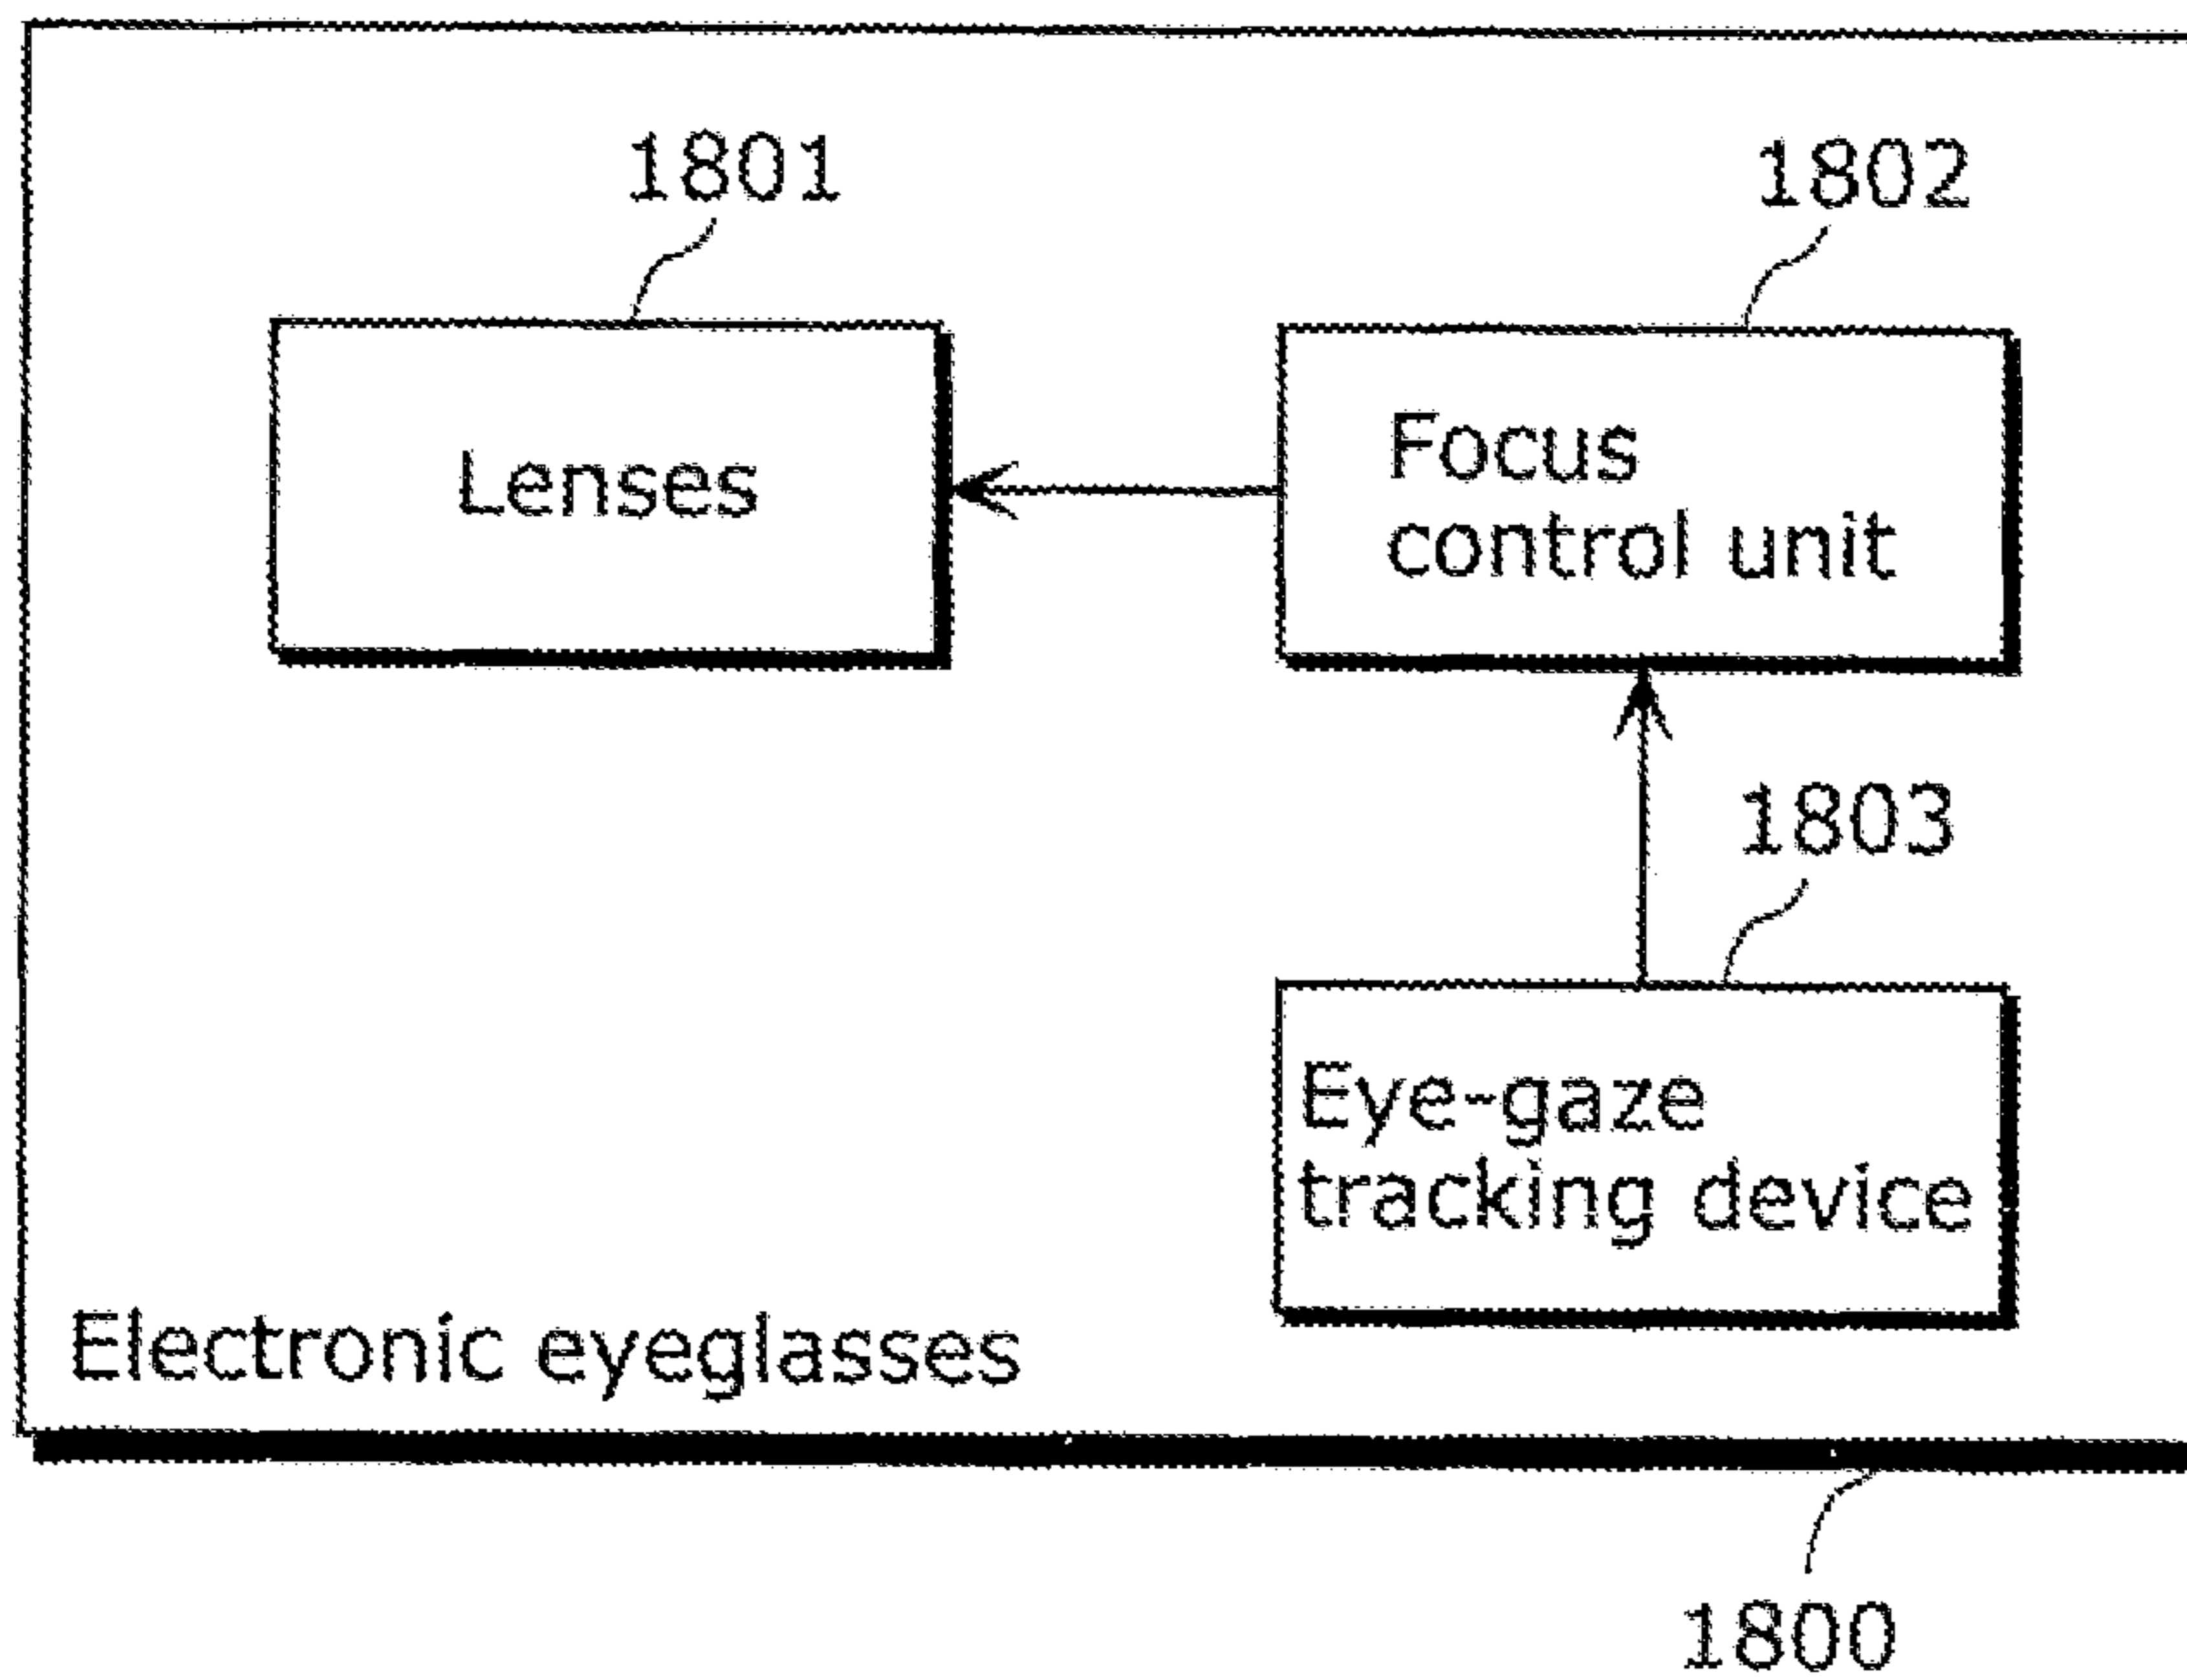 1801
1802
Lenses
Focus
control unit
1803
Eye-gaze
tracking device
Electronic eyeglasses
1800